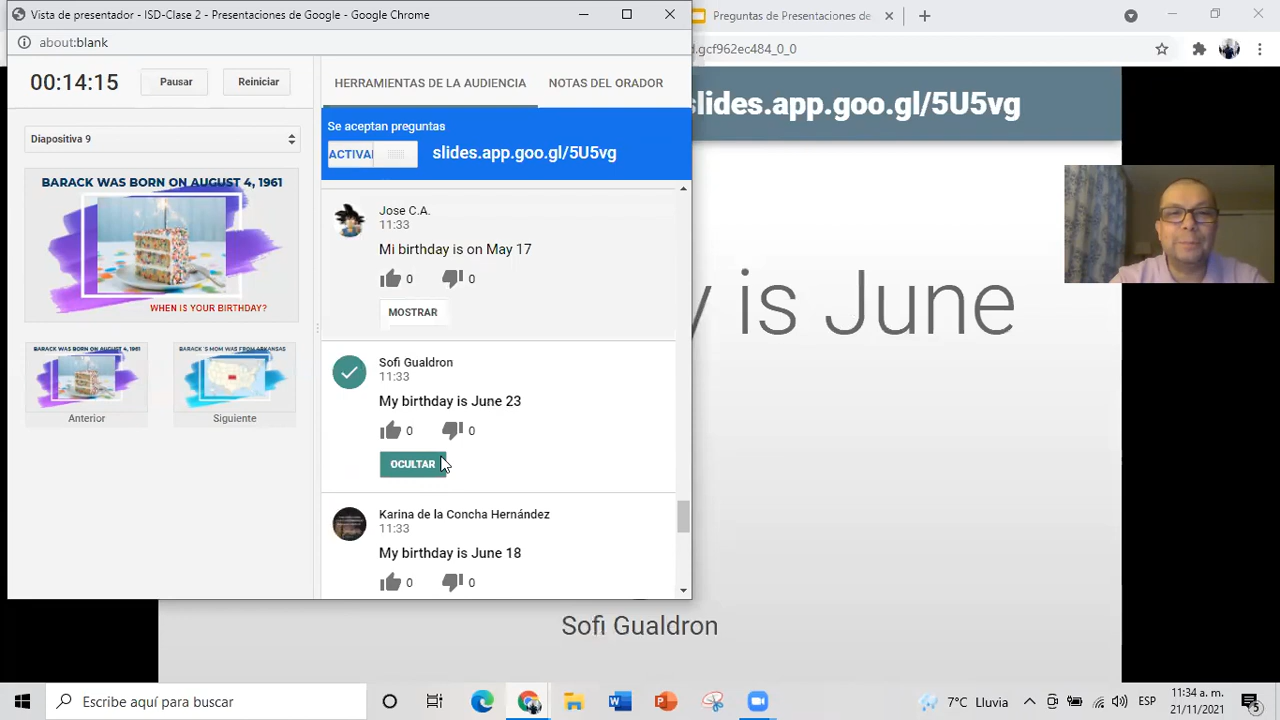 Vista de presentador - ISD-Clase 2 - Presentaciones de Google - Google Chrome
Preguntas de Presentaciones de
about:blank
d.gcf962ec484_0_0
00:14:15
Pausar
Reiniciar
HERRAMIENTAS DE LA AUDIENCIA
NOTAS DEL ORADOR
slides.app.goo.gl/5U5vg
Se aceptan preguntas
ACTIVA
slides.app.goo.gl/5U5vg
Diapositiva 9
BARACK WAS BORN ON AUGUST 4, 1961
WHEN IS YOUR BIRTHDAY?
BARACK WAS BORN ON AUGUST 4, 1961
Anterior
BARACK´S MOM WAS FROM ARKANSAS
Siguiente
Jose C.A.
11:33
Mi birthday is on May 17
0
0
MOSTRAR
Sofi Gualdron
11:33
My birthday is June 23
0
0
OCULTAR
Karina de la Concha Hernández
11:33
My birthday is June 18
0
0
y is June
Sofi Gualdron
Escribe aquí para buscar
7°C Lluvia
ESP
11:34 a. m.
21/11/2021
5